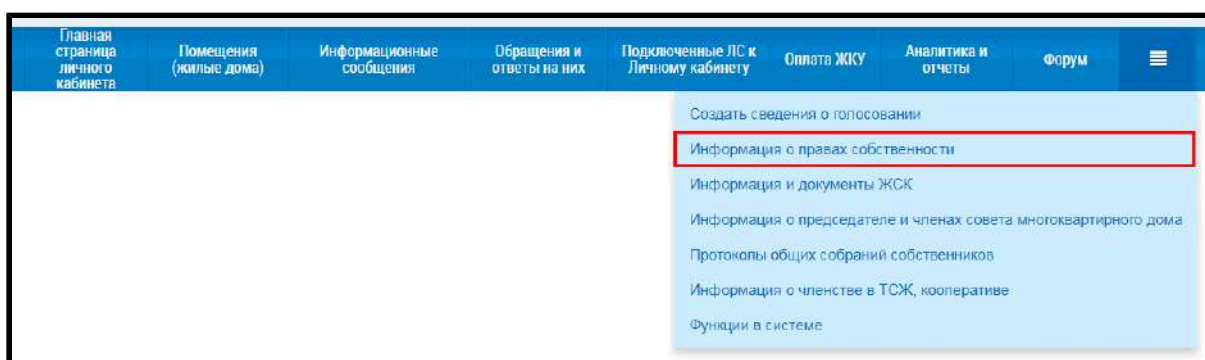 Главная
страница
личного
кабинета
Помещения
(жилые дома)
Информационные
сообщения
Обращения и
ответы на них
Подключенные ЛС к
Личному кабинету
Оплата ЖКУ
Аналитика и
отчеты
Форум
Создать сведения о голосовании
Информация о правах собственности
Информация и документы ЖСК
Информация о председателе и членах совета многоквартирного дома
Протоколы общих собраний собственников
Информация о членстве в ТСЖ, кооперативе
Функции в системе